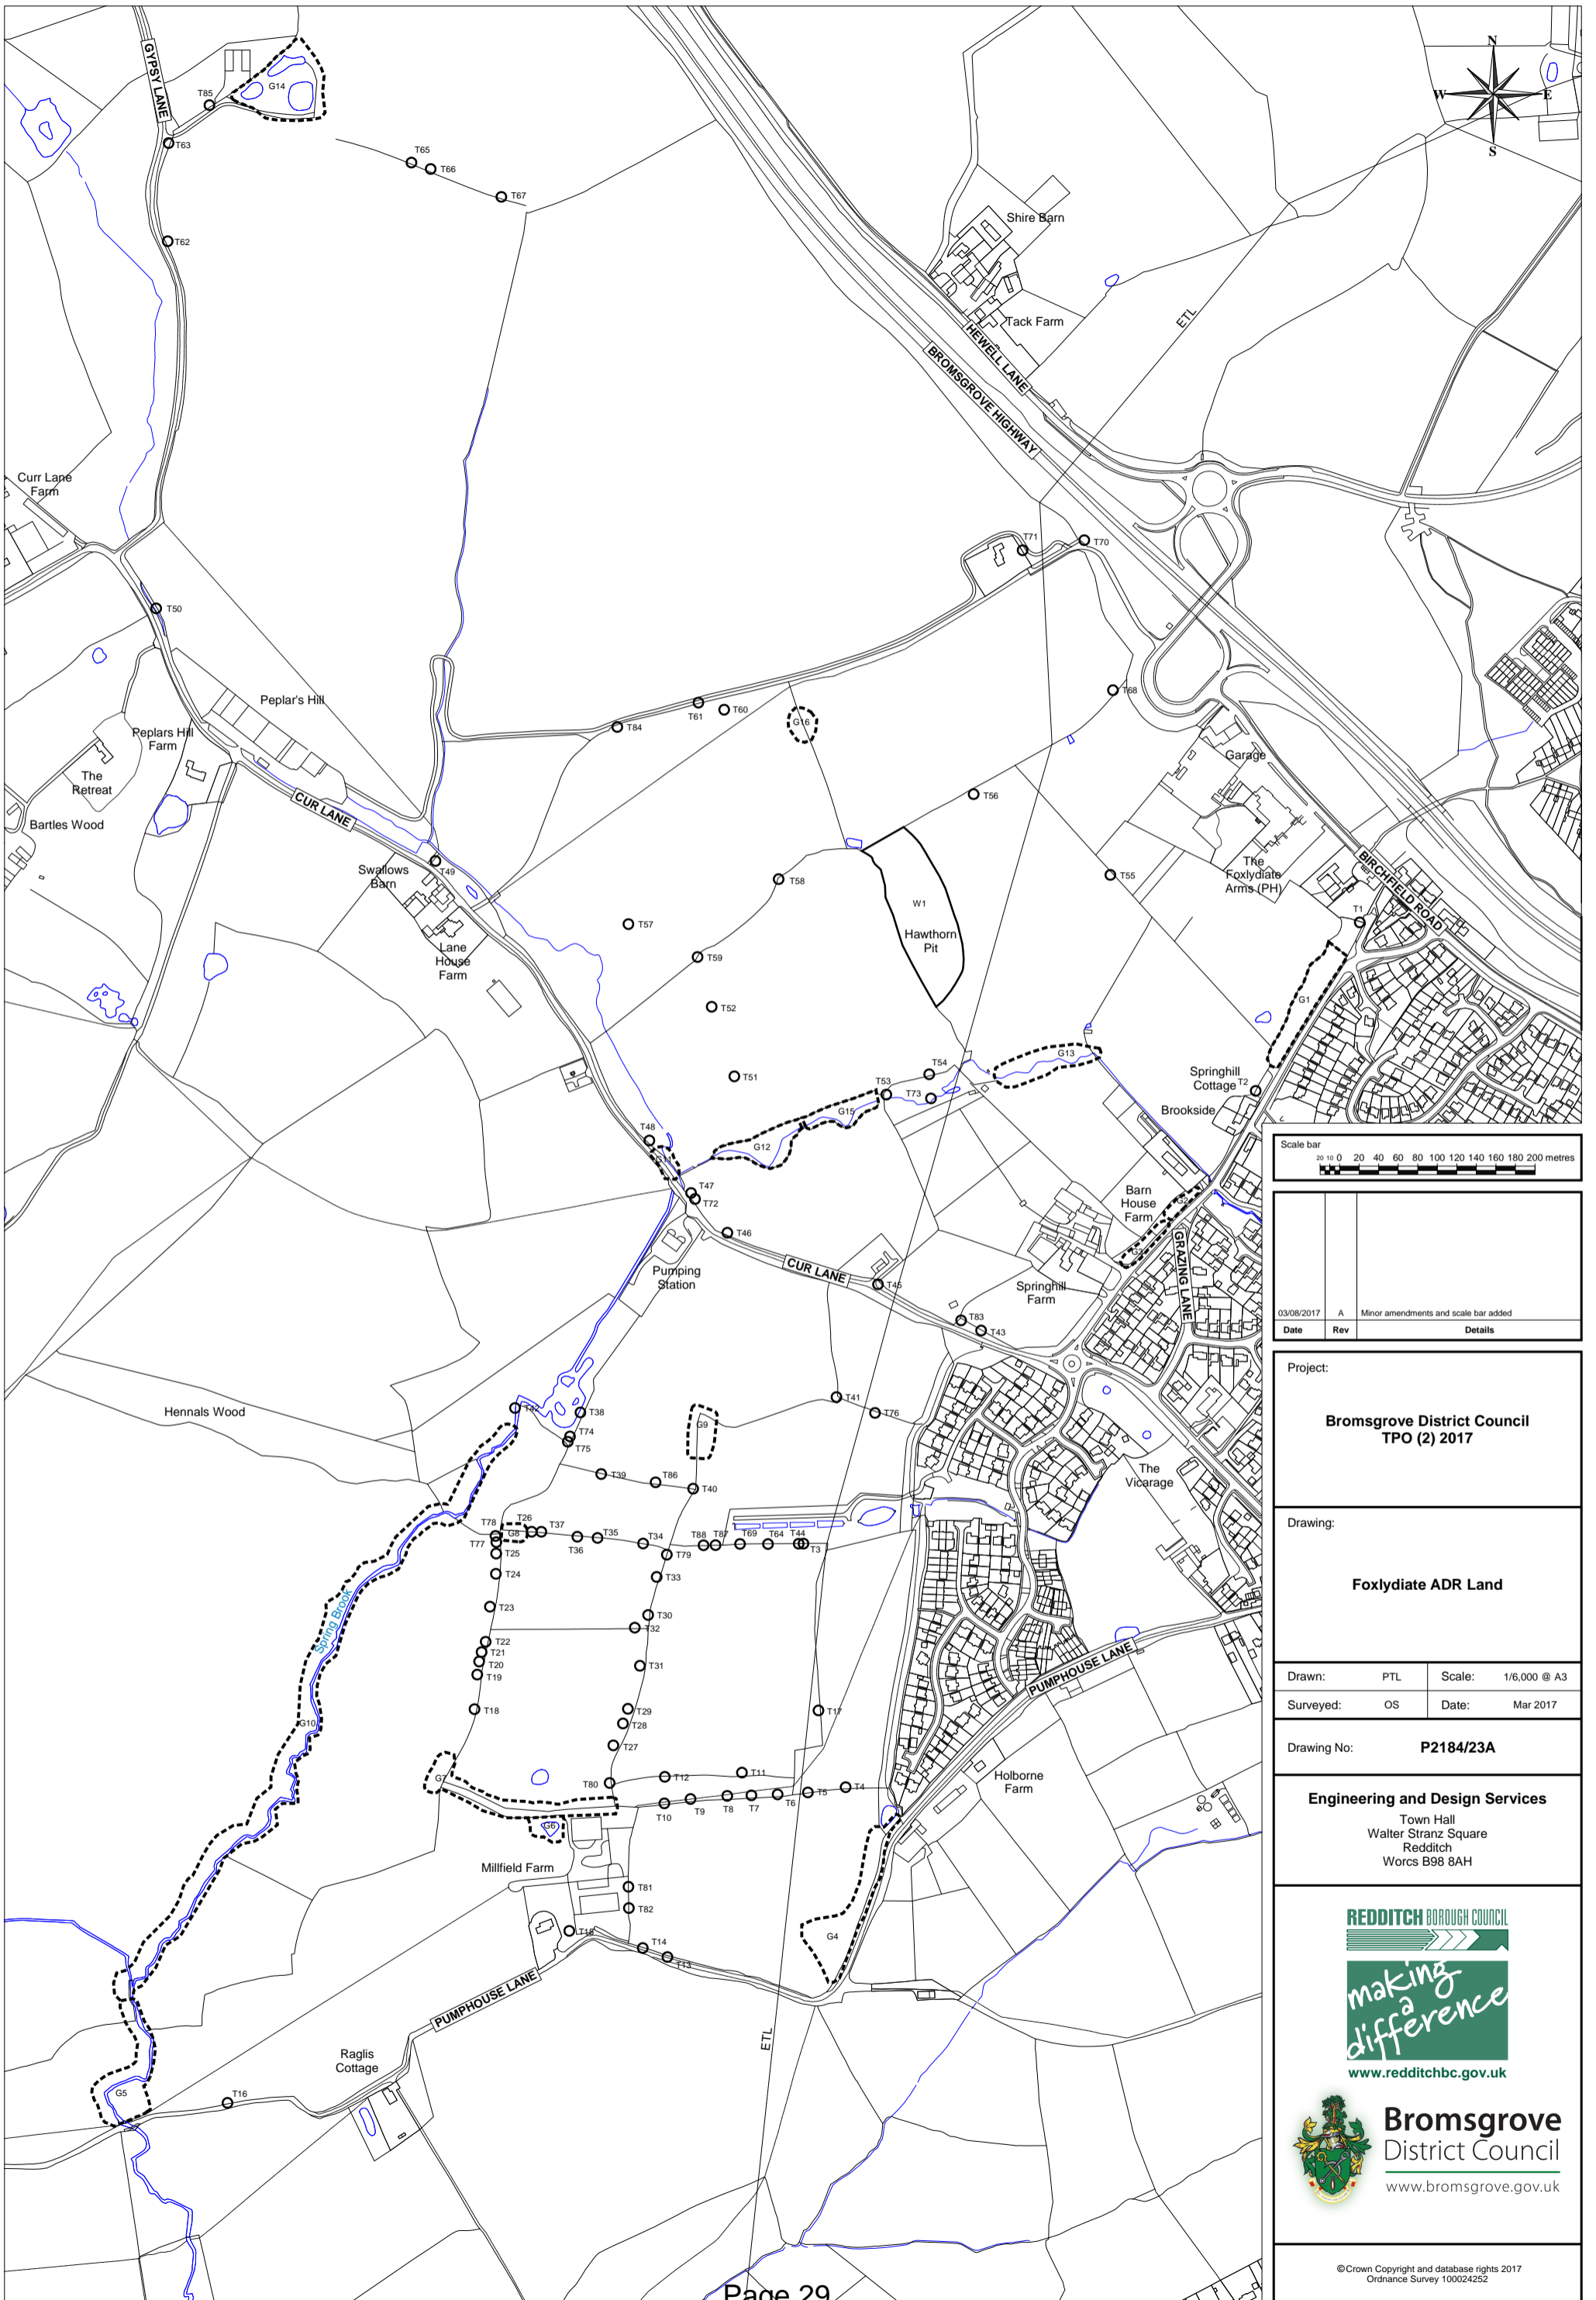 GYPSY LANE
T85
G14
T63
T65
T66
T67
T62
N
W
E
S
Shire Barn
Tack Farm
HEWELL LANE
BROMSGROVE HIGHWAY
ETL
Curr Lane
Farm
T50
T71
T70
Peplar's Hill
Peplars Hill
Farm
The
Retreat
Bartles Wood
CUR LANE
T84
T61
T60
G16
T68
Garage
T56
T49
Swallows
Barn
Lane
House
Farm
T58
T57
T59
T52
T51
W1
Hawthorn
Pit
T55
The
Foxlydiate
Arms (PH)
BIRCHFIELD ROAD
T1
G1
T54
T53
T73
G13
G15
G12
Springhill
Cottage
T2
Brookside
T48
G11
T47
T72
T46
Pumping
Station
CUR LANE
T45
Barn
House
Farm
G2
G3
GRAZING LANE
Springhill
Farm
T83
T43
Hennals Wood
T42
T38
T74
T75
G9
T41
T76
T39
T86
T40
The
Vicarage
T78
G8
T26
T37
T77
T36
T35
T34
T79
T88
T87
T69
T64
T44
T3
T25
T24
T33
T23
T30
T32
T22
T21
T20
T19
T31
T18
T29
T28
T27
T17
Spring Brook
G10
PUMPHOUSE LANE
G7
T80
T12
T11
T10
T9
T8
T7
T6
T5
T4
G6
Holborne
Farm
Millfield Farm
T81
T82
T15
T14
T13
G4
PUMPHOUSE LANE
Raglis
Cottage
ETL
G5
T16
Page 29
Scale bar
20 10 0 20 40 60 80 100 120 140 160 180 200 metres
03/08/2017 A Minor amendments and scale bar added
Date Rev Details
Project:
Bromsgrove District Council
TPO (2) 2017
Drawing:
Foxlydiate ADR Land
Drawn: PTL Scale: 1/6,000 @ A3
Surveyed: OS Date: Mar 2017
Drawing No: P2184/23A
Engineering and Design Services
Town Hall
Walter Stranz Square
Redditch
Worcs B98 8AH
REDDITCH BOROUGH COUNCIL
making
a
difference
www.redditchbc.gov.uk
Bromsgrove
District Council
www.bromsgrove.gov.uk
©Crown Copyright and database rights 2017
Ordnance Survey 100024252